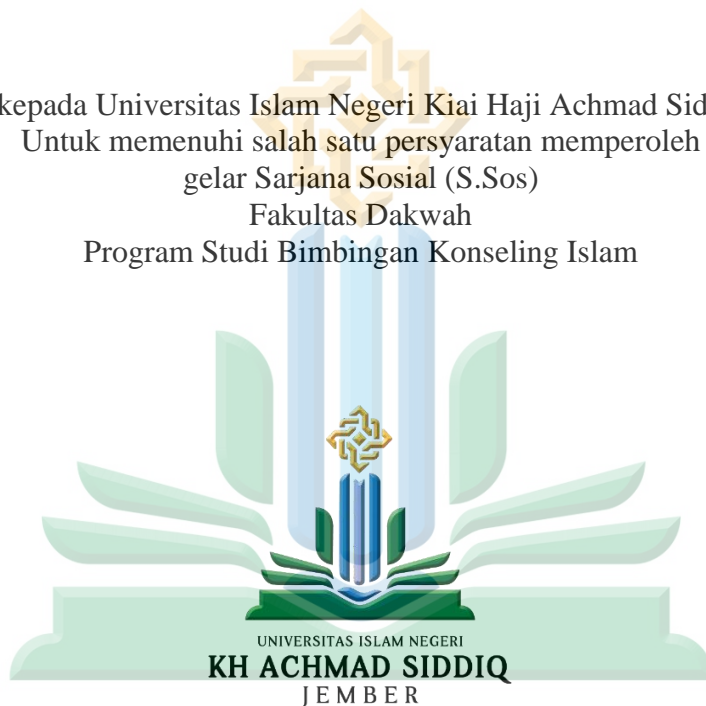 kepada Universitas Islam Negeri Kiai Haji Achmad Sid
Untuk memenuhi salah satu persyaratan memperoleh
gelar Sarjana Sosial (S.Sos)
Fakultas Dakwah
Program Studi Bimbingan Konseling Islam
UNIVERSITAS ISLAM NEGERI
KH ACHMAD SIDDIQ
JEMBER